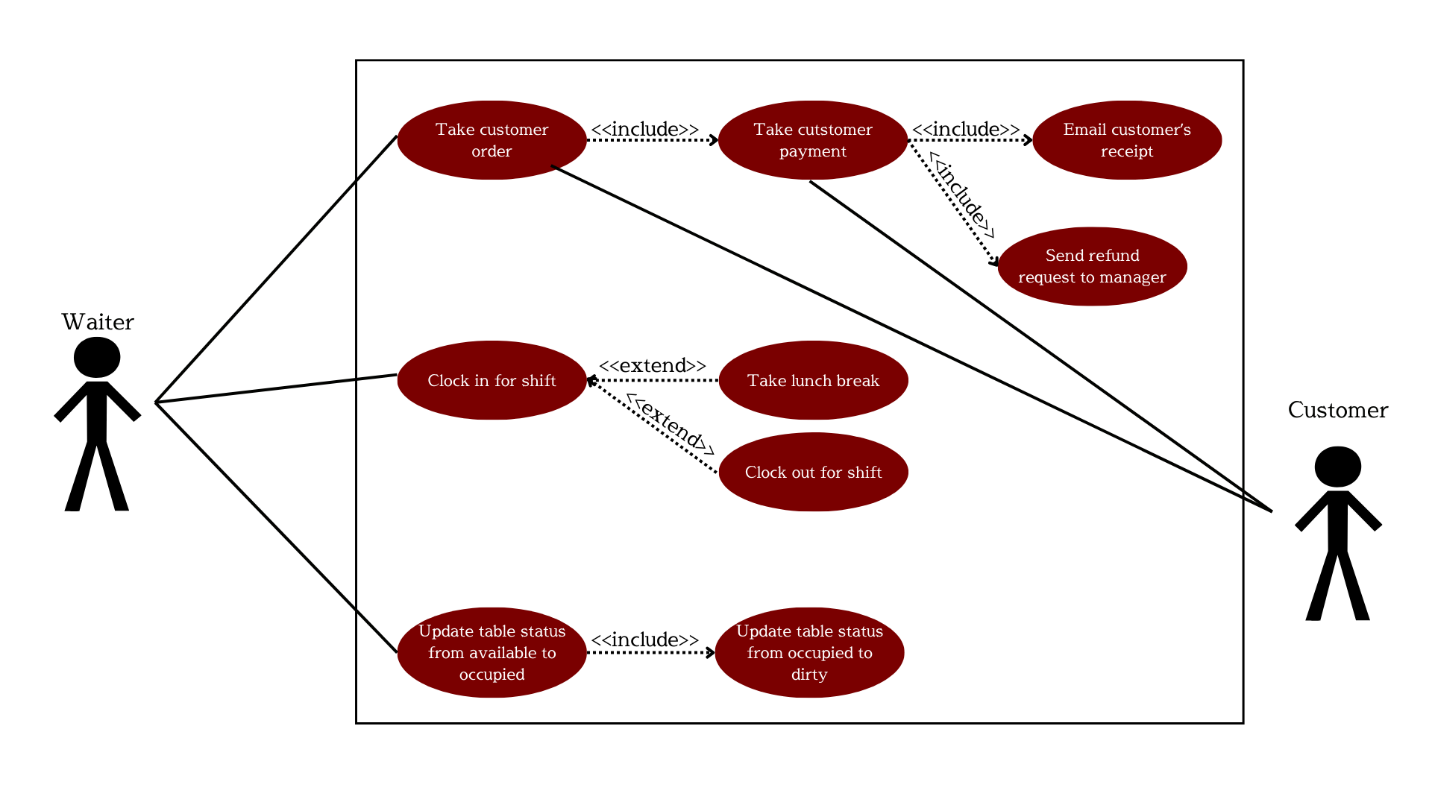 Take customer
order
<<include>>
Take cutstomer
payment
<<include>>
Email customer's
receipt
<<include>>
Send refund
request to manager
Waiter
Clock in for shift
<<extend>>
Take lunch break
<<extend>>
Clock out for shift
Customer
Update table status
from available to
occupied
<<include>>
Update table status
from occupied to
dirty